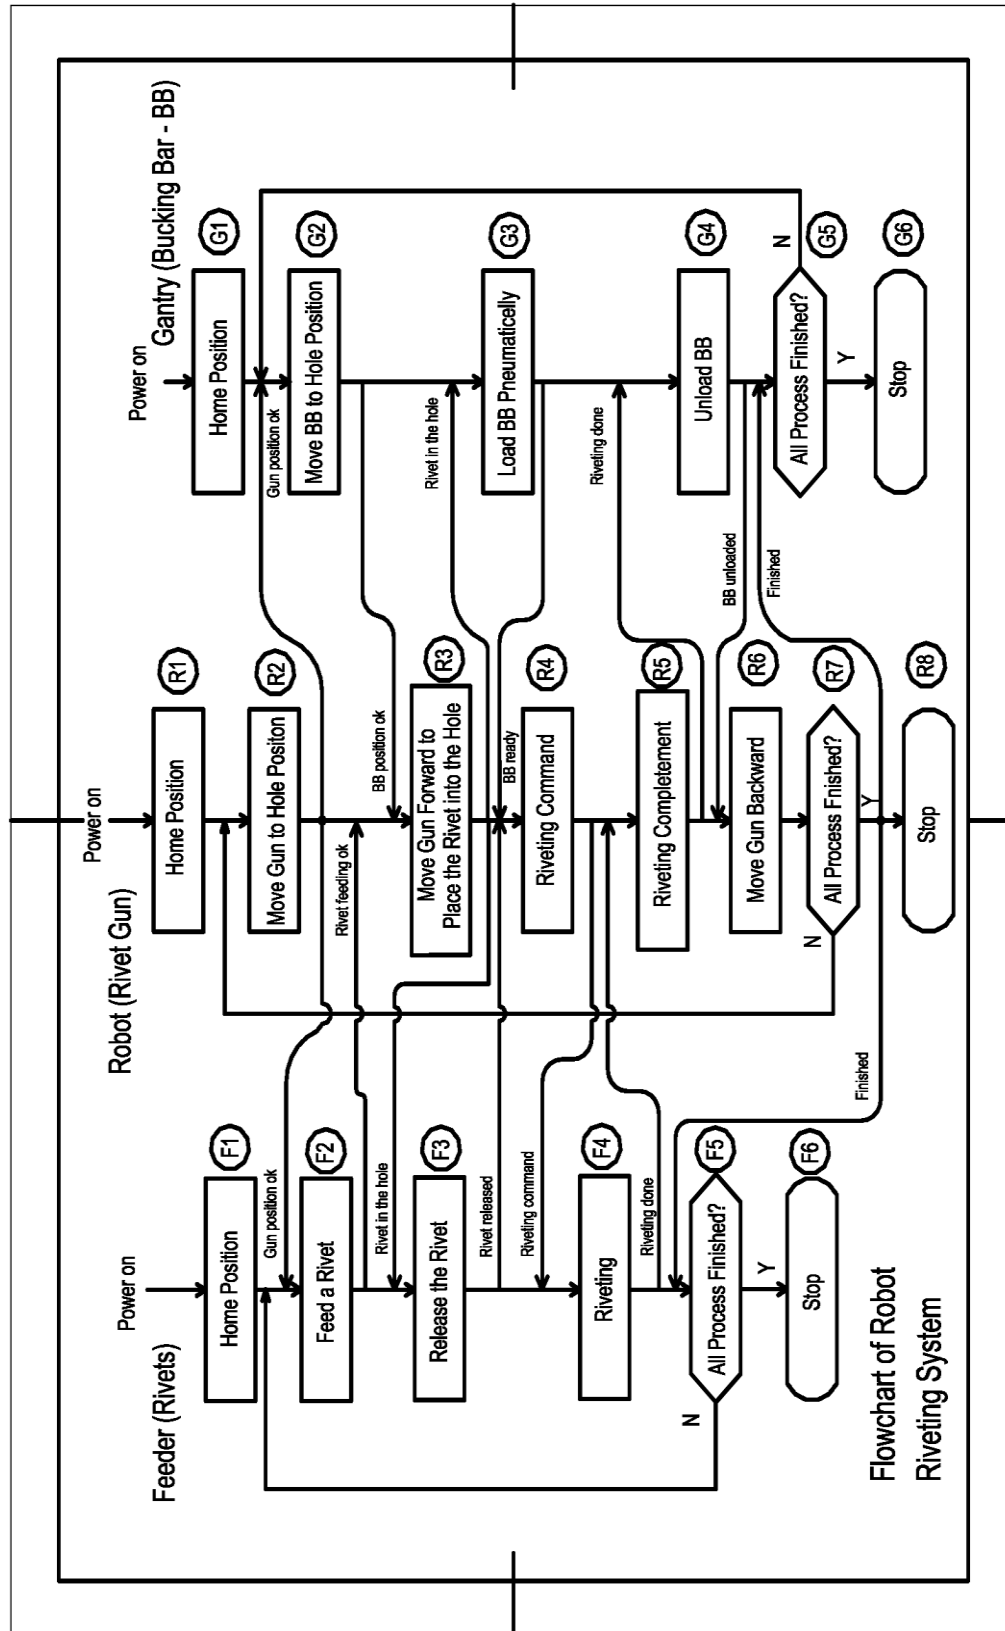 Feeder (Rivets)
Power on
Home Position
F1
Gun position ok
Feed a Rivet
F2
Rivet in the hole
Release the Rivet
F3
Rivet released
Riveting command
Riveting
F4
Riveting done
All Process Finished?
F5
N
Y
Stop
F6
Flowchart of Robot
Riveting System
Robot (Rivet Gun)
Power on
Home Position
R1
Move Gun to Hole Positon
R2
Rivet feeding ok
BB position ok
Move Gun Forward to
Place the Rivet into the Hole
R3
BB ready
Riveting Command
R4
Riveting Completement
R5
Move Gun Backward
R6
All Process Fnished?
R7
N
Y
Finished
Stop
R8
Gantry (Bucking Bar - BB)
Power on
Home Position
G1
Gun position ok
Move BB to Hole Position
G2
Rivet in the hole
Load BB Pneumaticelly
G3
Riveting done
Unload BB
G4
BB unloaded
Finished
All Process Finished?
G5
N
Y
Stop
G6